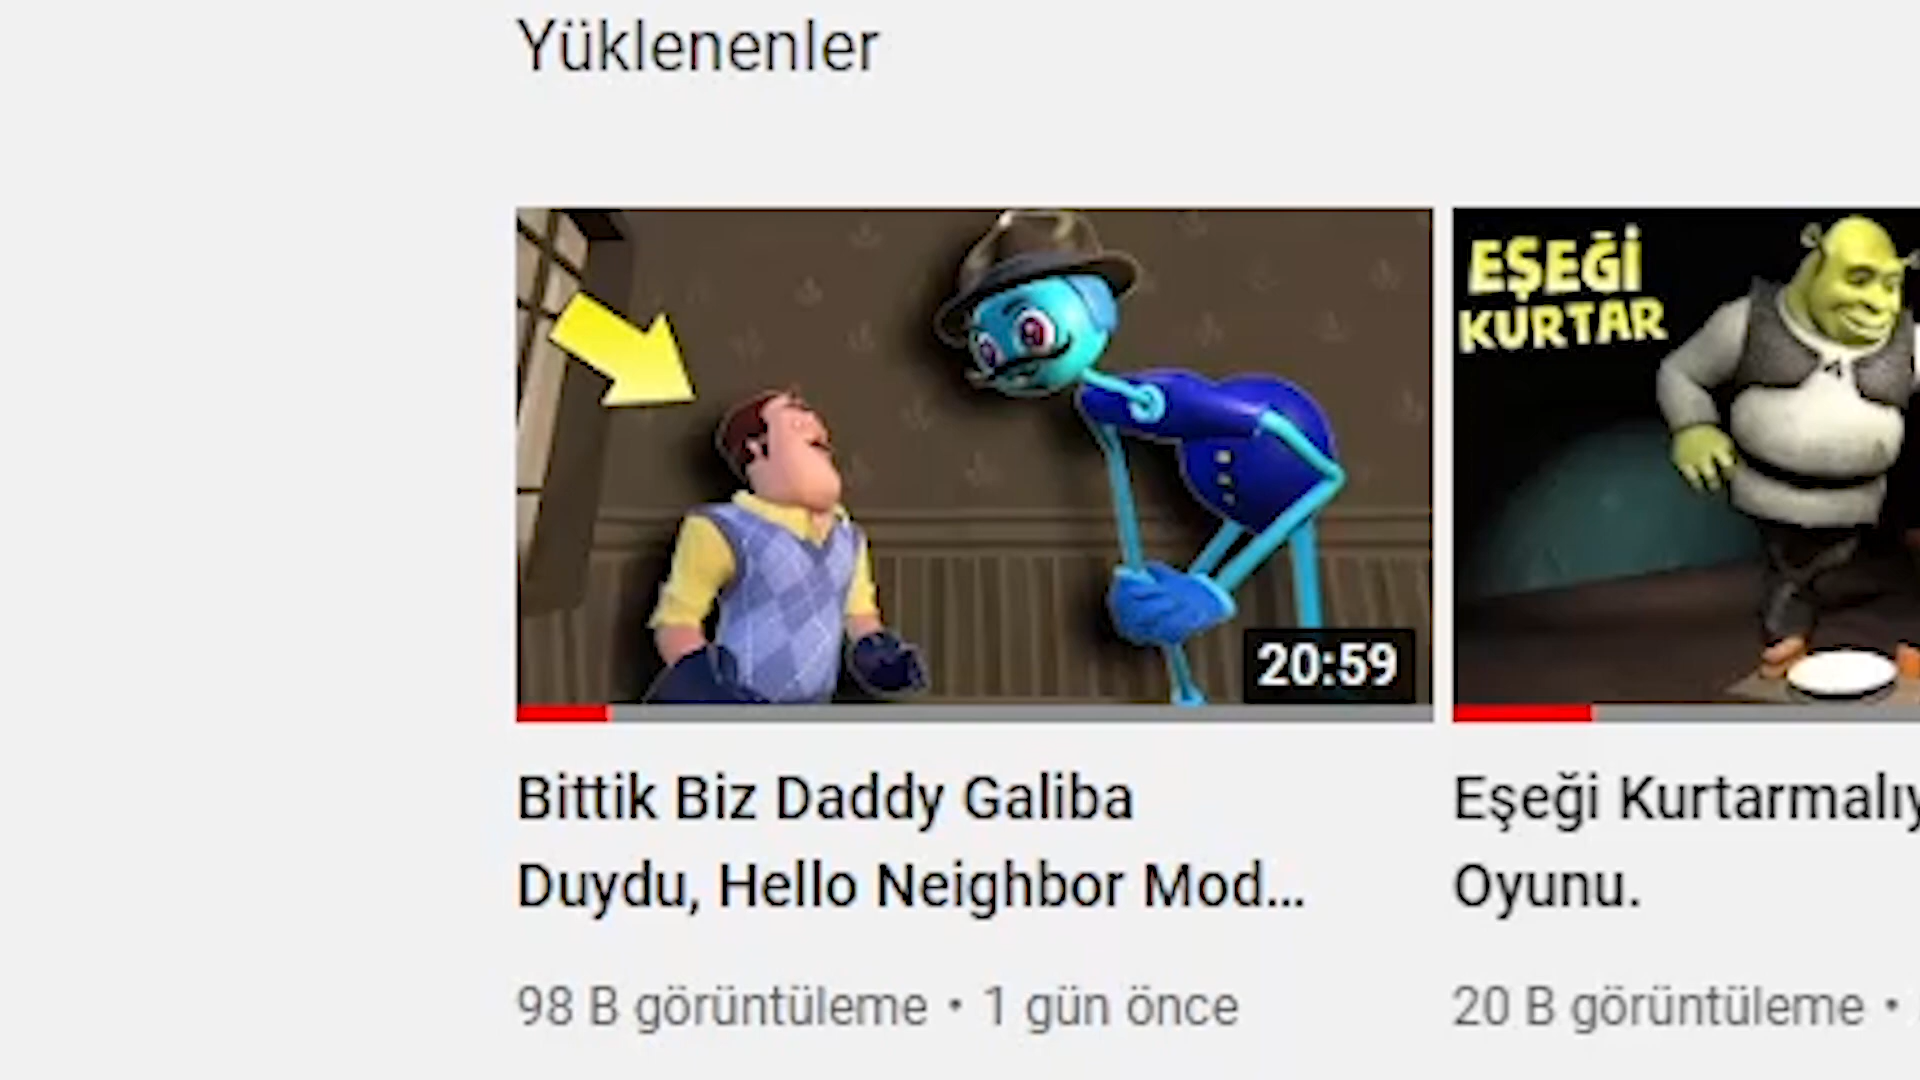 Yüklenenler
EŞEĞİ
KURTAR
20:59
Bittik Biz Daddy Galiba
Duydu, Hello Neighbor Mod...
98 B görüntüleme • 1 gün önce
Eşeği Kurtarmalıy
Oyunu.
20 B görüntüleme •